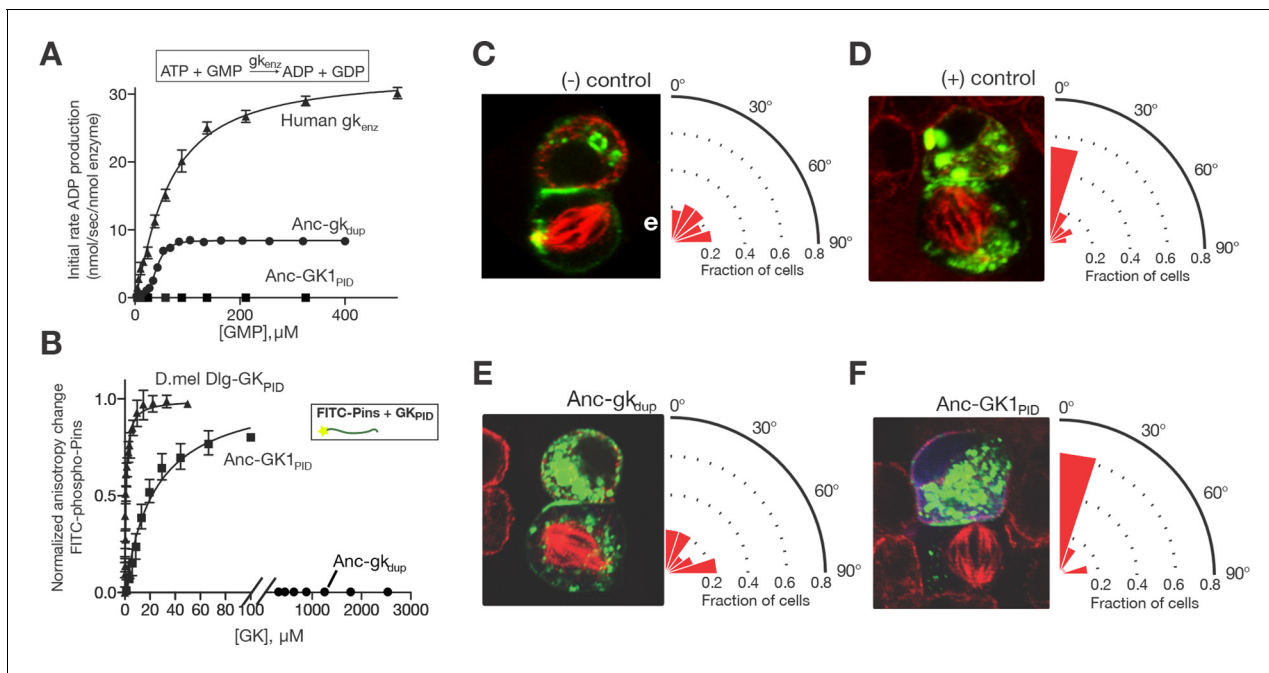 A
ATP + GMP gkenz→ ADP + GDP
Initial rate ADP production
(nmol/sec/nmol enzyme)
30
20
10
0
Human gkenz
Anc-gkdup
Anc-GK1PID
0
200
400
[GMP], µM
B
Normalized anisotropy change
FITC-phospho-Pins
1.0
0.5
0.0
D.mel Dlg-GKPID
FITC-Pins + GKPID
Anc-GK1PID
Anc-gkdup
0 20 40 60 80 1000 2000 3000
[GK], µM
C
(-) control
e
0°
30°
60°
90°
0.2 0.4 0.6 0.8
Fraction of cells
D
(+) control
0°
30°
60°
90°
0.2 0.4 0.6 0.8
Fraction of cells
E
Anc-gkdup
0°
30°
60°
90°
0.2 0.4 0.6 0.8
Fraction of cells
F
Anc-GK1PID
0°
30°
60°
90°
0.2 0.4 0.6 0.8
Fraction of cells